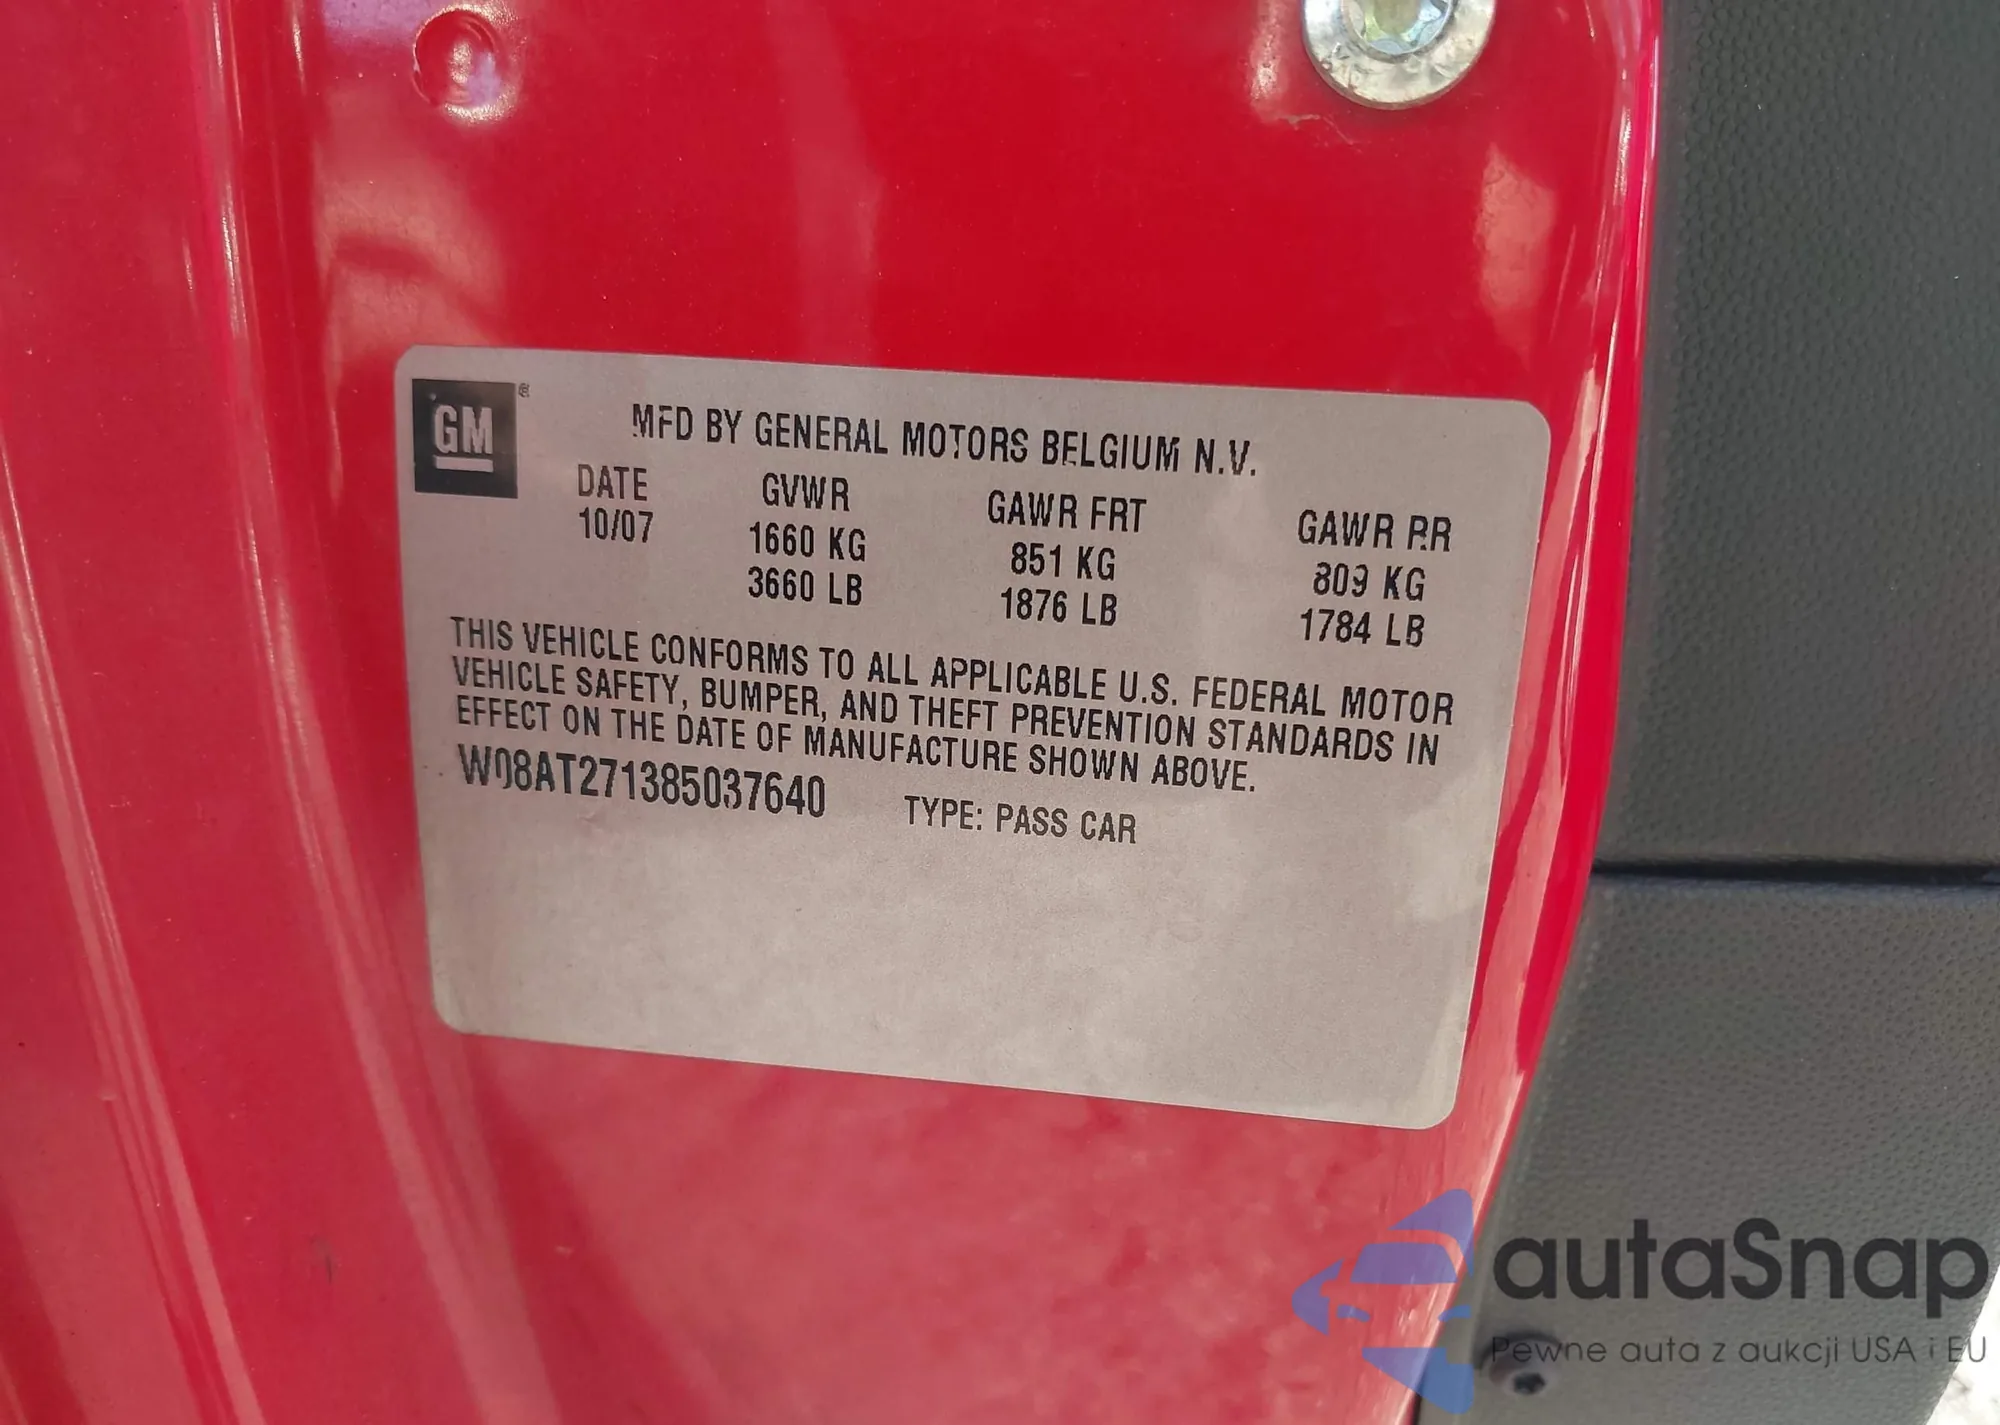 GM ®
MFD BY GENERAL MOTORS BELGIUM N.V.
DATE GVWR GAWR FRT GAWR RR
10/07 1660 KG 851 KG 809 KG
3660 LB 1876 LB 1784 LB
THIS VEHICLE CONFORMS TO ALL APPLICABLE U.S. FEDERAL MOTOR
VEHICLE SAFETY, BUMPER, AND THEFT PREVENTION STANDARDS IN
EFFECT ON THE DATE OF MANUFACTURE SHOWN ABOVE.
W08AT271385037640 TYPE: PASS CAR
autaSnap
Pewne auta z aukcji USA i EU